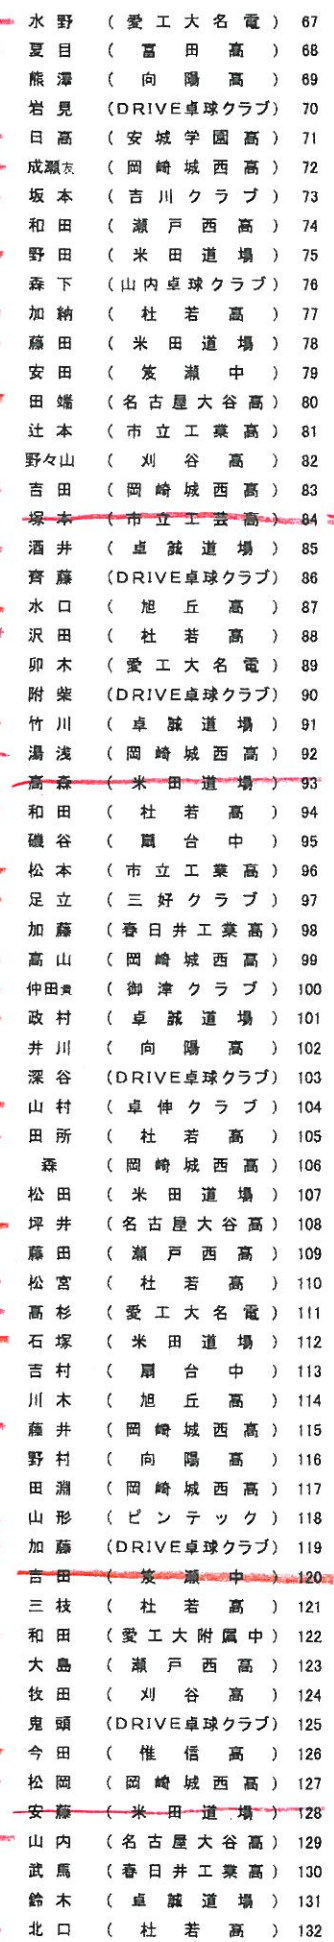 水野 (愛工大名電) 67
夏目 (富田高) 68
熊澤 (向陽高) 69
岩見 (DRIVE卓球クラブ) 70
日高 (安城学園高) 71
成瀬友 (岡崎城西高) 72
坂本 (吉川クラブ) 73
和田 (瀬戸西高) 74
野田 (米田道場) 75
森下 (山内卓球クラブ) 76
加納 (杜若高) 77
藤田 (米田道場) 78
安田 (笈瀬中) 79
田端 (名古屋大谷高) 80
辻本 (市立工業高) 81
野々山 (刈谷高) 82
吉田 (岡崎城西高) 83
塚本 (市立工芸高) 84
酒井 (卓誠道場) 85
齊藤 (DRIVE卓球クラブ) 86
水口 (旭丘高) 87
沢田 (杜若高) 88
卯木 (愛工大名電) 89
附柴 (DRIVE卓球クラブ) 90
竹川 (卓誠道場) 91
湯浅 (岡崎城西高) 92
高森 (米田道場) 93
和田 (杜若高) 94
磯谷 (扇台中) 95
松本 (市立工業高) 96
足立 (三好クラブ) 97
加藤 (春日井工業高) 98
高山 (岡崎城西高) 99
仲田貴 (御津クラブ) 100
政村 (卓誠道場) 101
井川 (向陽高) 102
深谷 (DRIVE卓球クラブ) 103
山村 (卓伸クラブ) 104
田所 (杜若高) 105
森 (岡崎城西高) 106
松田 (米田道場) 107
坪井 (名古屋大谷高) 108
藤田 (瀬戸西高) 109
松宮 (杜若高) 110
髙杉 (愛工大名電) 111
石塚 (米田道場) 112
吉村 (扇台中) 113
川木 (旭丘高) 114
藤井 (岡崎城西高) 115
野村 (向陽高) 116
田淵 (岡崎城西高) 117
山形 (ピンテック) 118
加藤 (DRIVE卓球クラブ) 119
吉田 (笈瀬中) 120
三枝 (杜若高) 121
和田 (愛工大附属中) 122
大島 (瀬戸西高) 123
牧田 (刈谷高) 124
鬼頭 (DRIVE卓球クラブ) 125
今田 (惟信高) 126
松岡 (岡崎城西高) 127
安藤 (米田道場) 128
山内 (名古屋大谷高) 129
武馬 (春日井工業高) 130
鈴木 (卓誠道場) 131
北口 (杜若高) 132